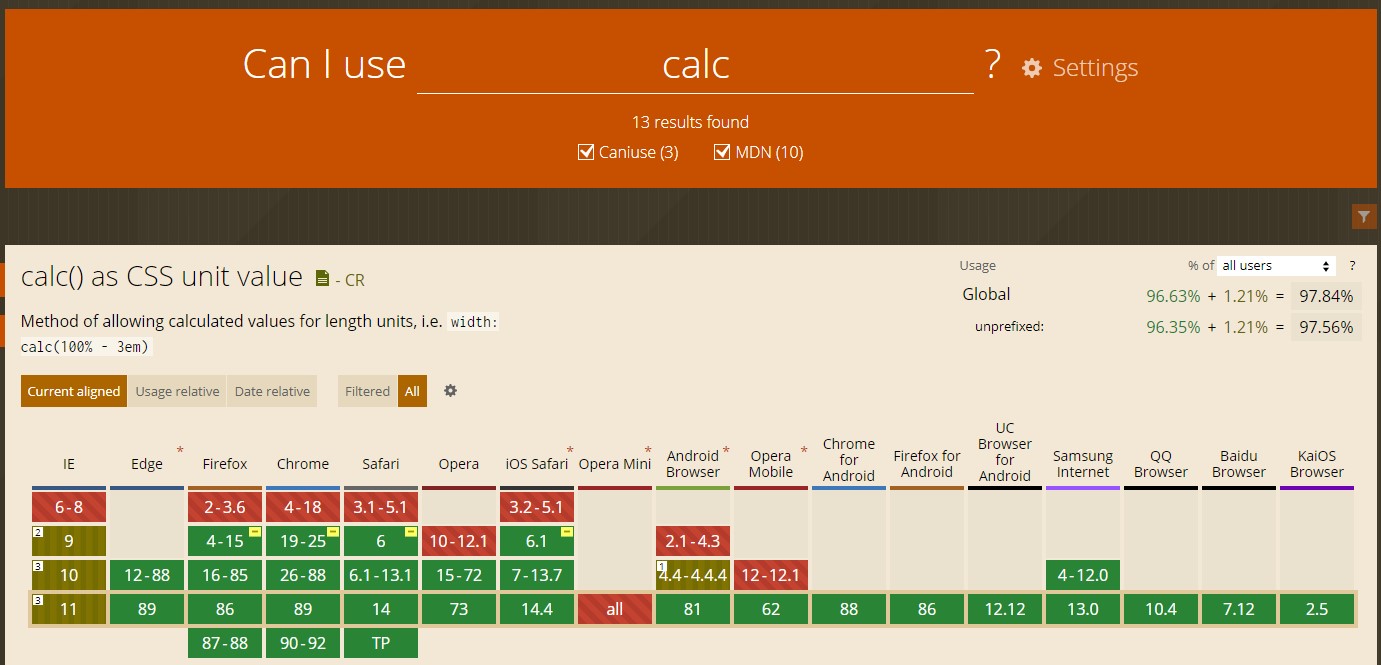 Can I use calc ? Settings
13 results found
Caniuse (3) MDN (10)
calc() as CSS unit value - CR
Usage % of all users ?
Global 96.63% + 1.21% = 97.84%
unprefixed: 96.35% + 1.21% = 97.56%
Method of allowing calculated values for length units, i.e. width:
calc(100% - 3em)
Current aligned Usage relative Date relative Filtered All
IE Edge * Firefox Chrome Safari Opera iOS Safari * Opera Mini * Android Browser * Opera Mobile * Chrome for Android Firefox for Android UC Browser for Android Samsung Internet QQ Browser Baidu Browser KaiOS Browser
6-8 2-3.6 4-18 3.1-5.1 3.2-5.1
2 9 4-15 - 19-25 - 6 - 10-12.1 6.1 - 2.1-4.3
3 10 12-88 16-85 26-88 6.1-13.1 15-72 7-13.7 1 4.4-4.4.4 12-12.1 4-12.0
3 11 89 86 89 14 73 14.4 all 81 62 88 86 12.12 13.0 10.4 7.12 2.5
87-88 90-92 TP